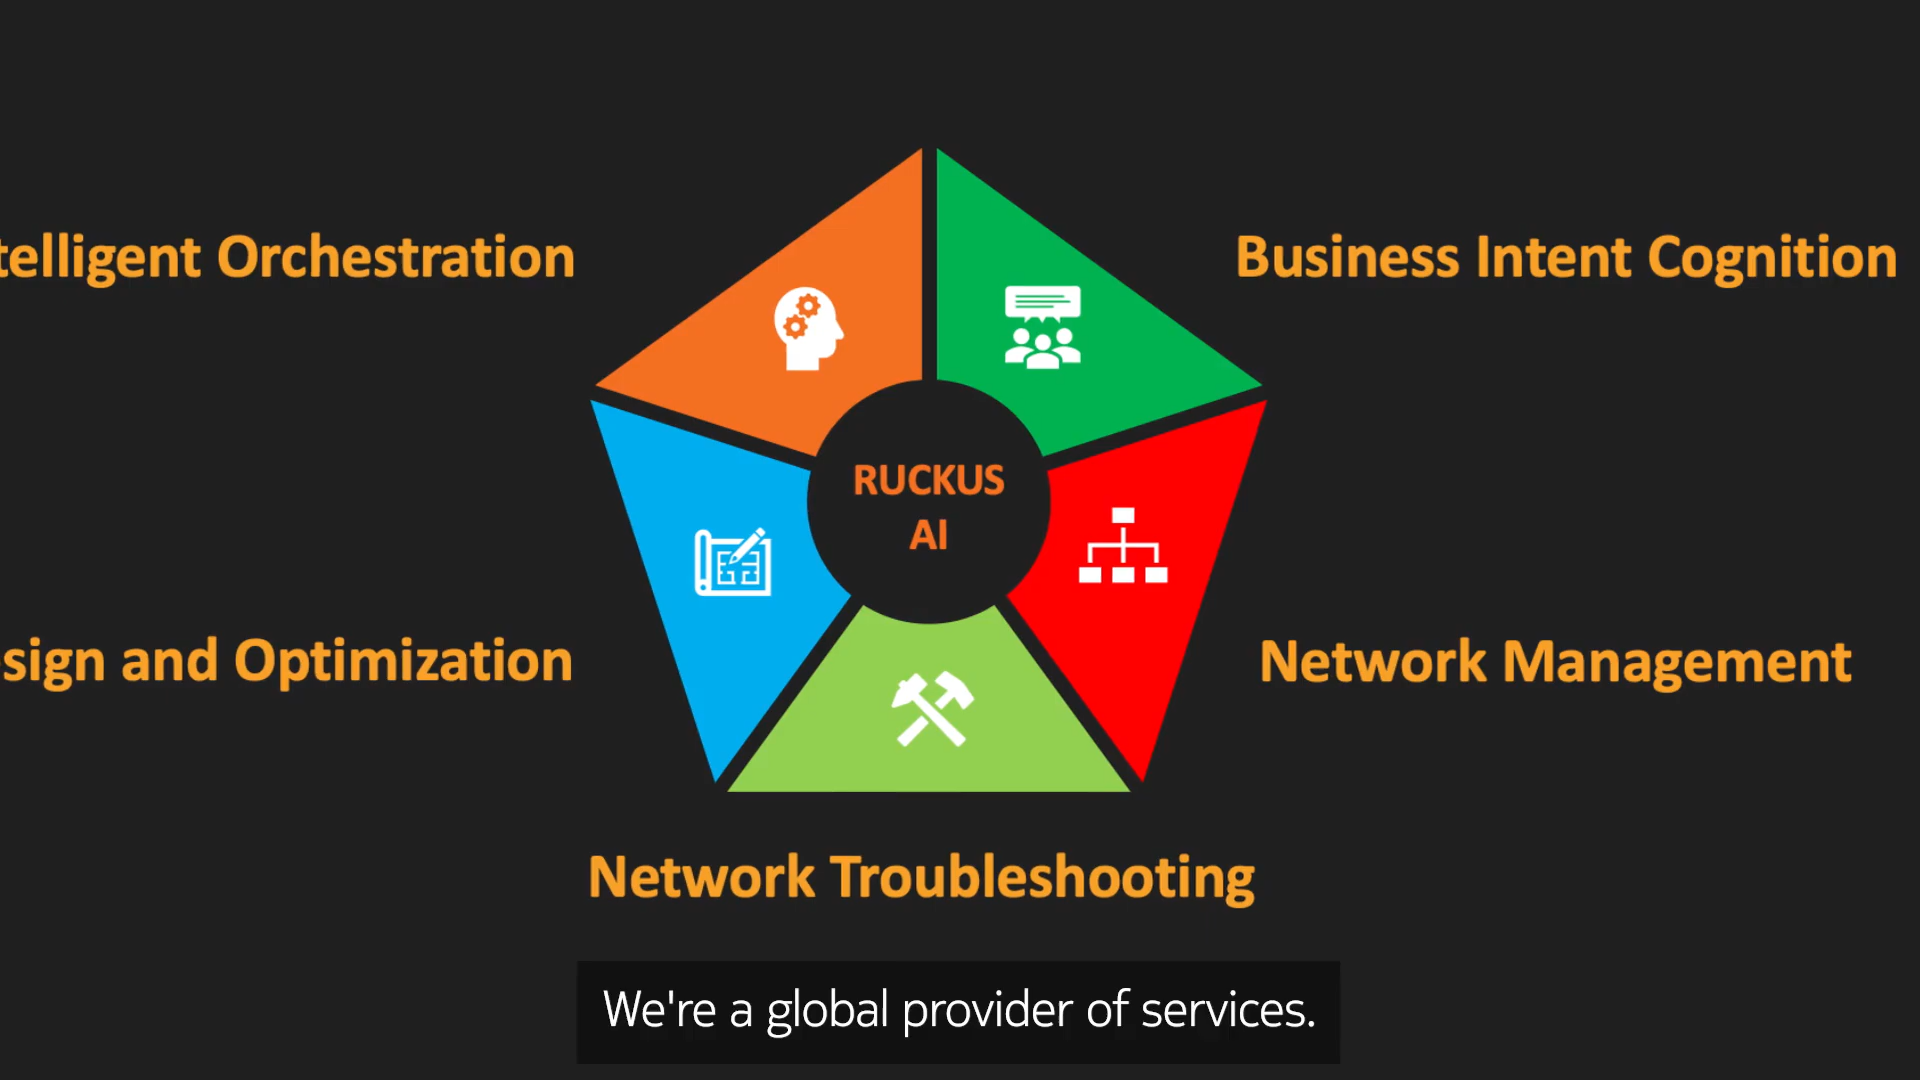 telligent Orchestration
Business Intent Cognition
RUCKUS
AI
sign and Optimization
Network Management
Network Troubleshooting
We're a global provider of services.